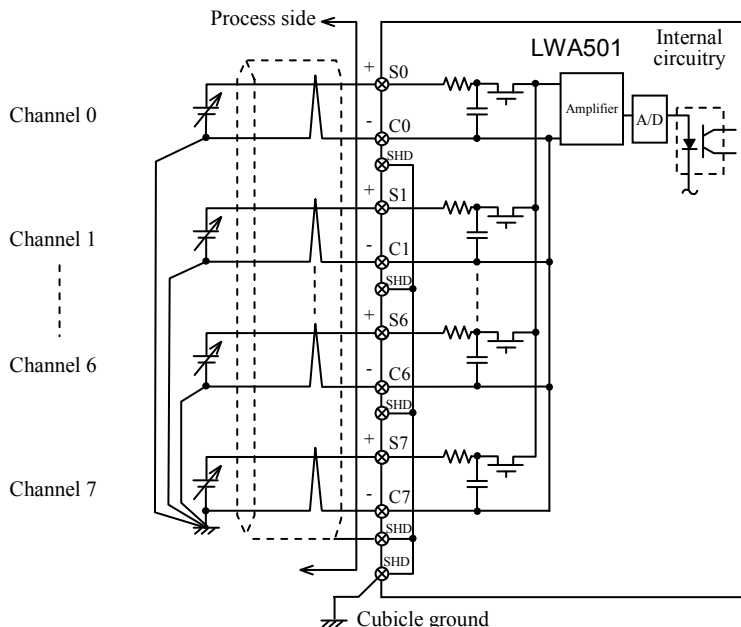 Process side
LWA501
Internal
circuitry
Channel 0
+
S0
Amplifier
A/D
-
C0
SHD
Channel 1
+
S1
-
C1
SHD
Channel 6
+
S6
-
C6
SHD
Channel 7
+
S7
-
C7
SHD
SHD
Cubicle ground